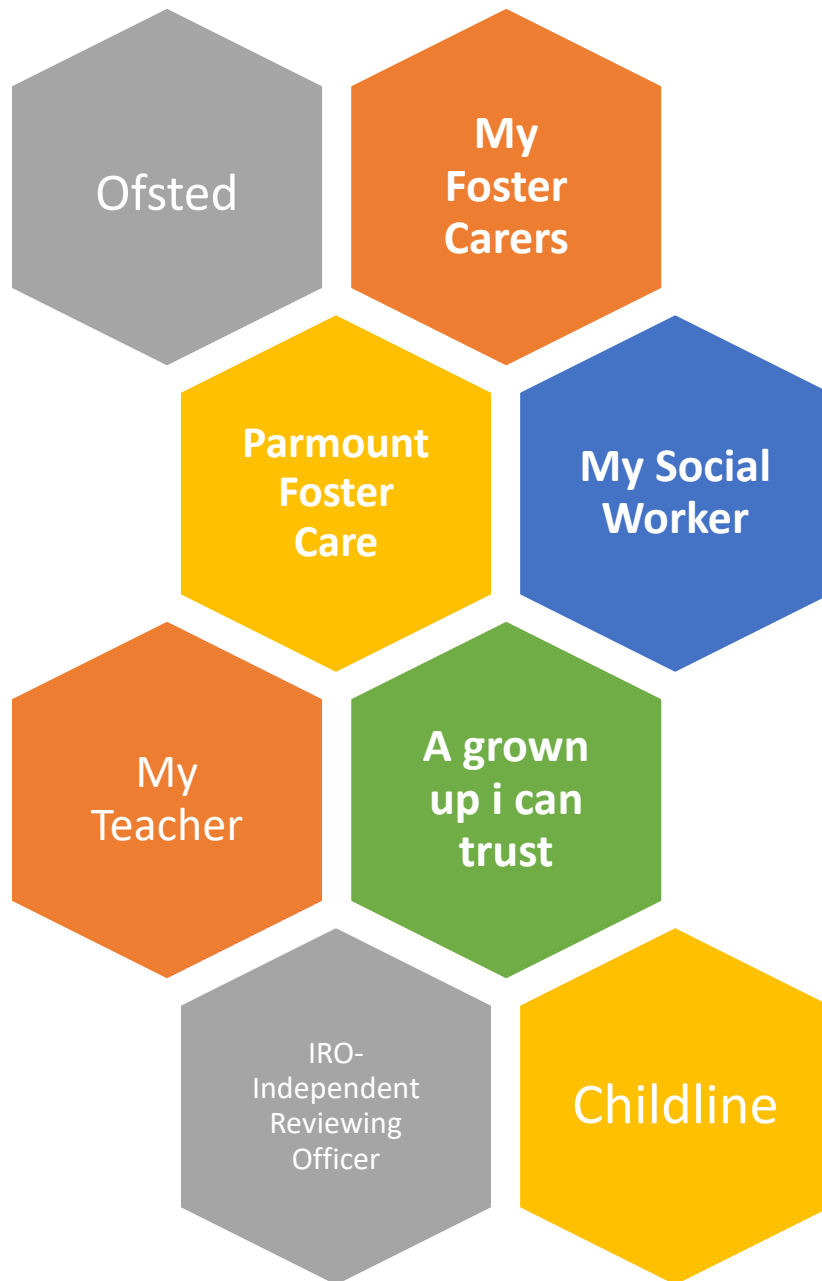 Ofsted
My
Foster
Carers
Parmount
Foster
Care
My Social
Worker
My
Teacher
A grown
up i can
trust
IRO-
Independent
Reviewing
Officer
Childline